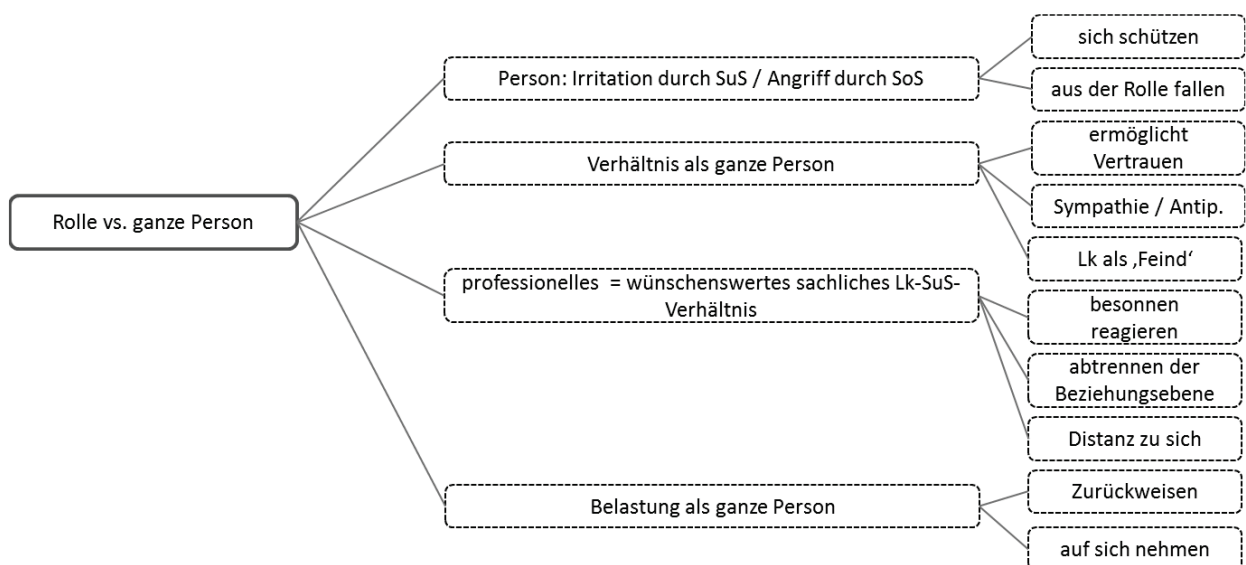 Rolle vs. ganze Person
Person: Irritation durch SuS / Angriff durch SoS
sich schützen
aus der Rolle fallen
Verhältnis als ganze Person
ermöglicht
Vertrauen
Sympathie / Antip.
Lk als ‚Feind‘
professionelles = wünschenswertes sachliches Lk-SuS-
Verhältnis
besonnen
reagieren
abtrennen der
Beziehungsebene
Distanz zu sich
Belastung als ganze Person
Zurückweisen
auf sich nehmen